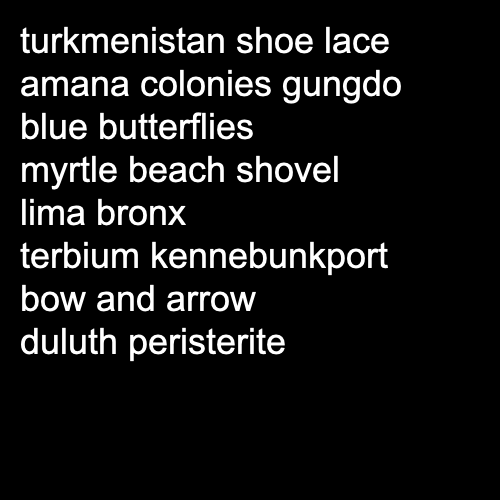 turkmenistan shoe lace
amana colonies gungdo
blue butterflies
myrtle beach shovel
lima bronx
terbium kennebunkport
bow and arrow
duluth peristerite